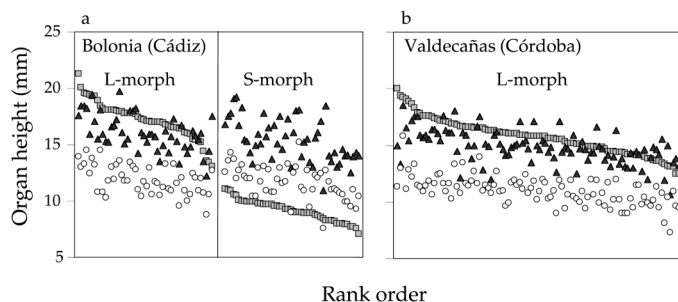 a
b
25
20
15
10
5
Organ height (mm)
Bolonia (Cádiz)
L-morph
S-morph
Valdecañas (Córdoba)
L-morph
Rank order